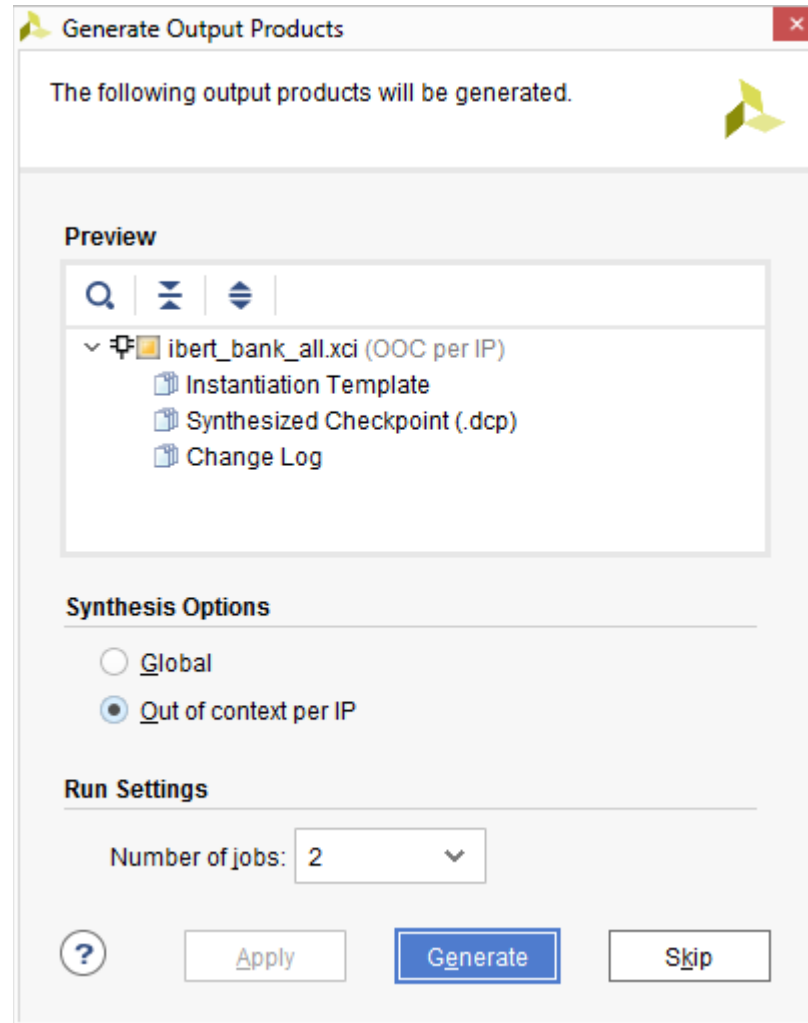 Generate Output Products
The following output products will be generated.
Preview
ibert_bank_all.xci (OOC per IP)
Instantiation Template
Synthesized Checkpoint (.dcp)
Change Log
Synthesis Options
Global
Out of context per IP
Run Settings
Number of jobs: 2
? Apply Generate Skip